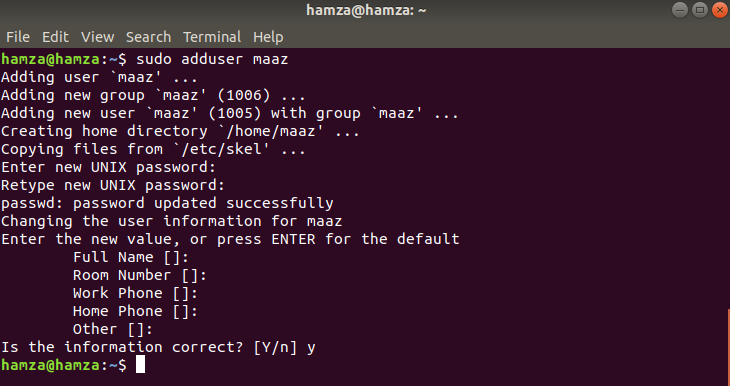 hamza@hamza: ~
File Edit View Search Terminal Help
hamza@hamza:~$ sudo adduser maaz
Adding user `maaz' ...
Adding new group `maaz' (1006) ...
Adding new user `maaz' (1005) with group `maaz' ...
Creating home directory `/home/maaz' ...
Copying files from `/etc/skel' ...
Enter new UNIX password:
Retype new UNIX password:
passwd: password updated successfully
Changing the user information for maaz
Enter the new value, or press ENTER for the default
Full Name []:
Room Number []:
Work Phone []:
Home Phone []:
Other []:
Is the information correct? [Y/n] y
hamza@hamza:~$